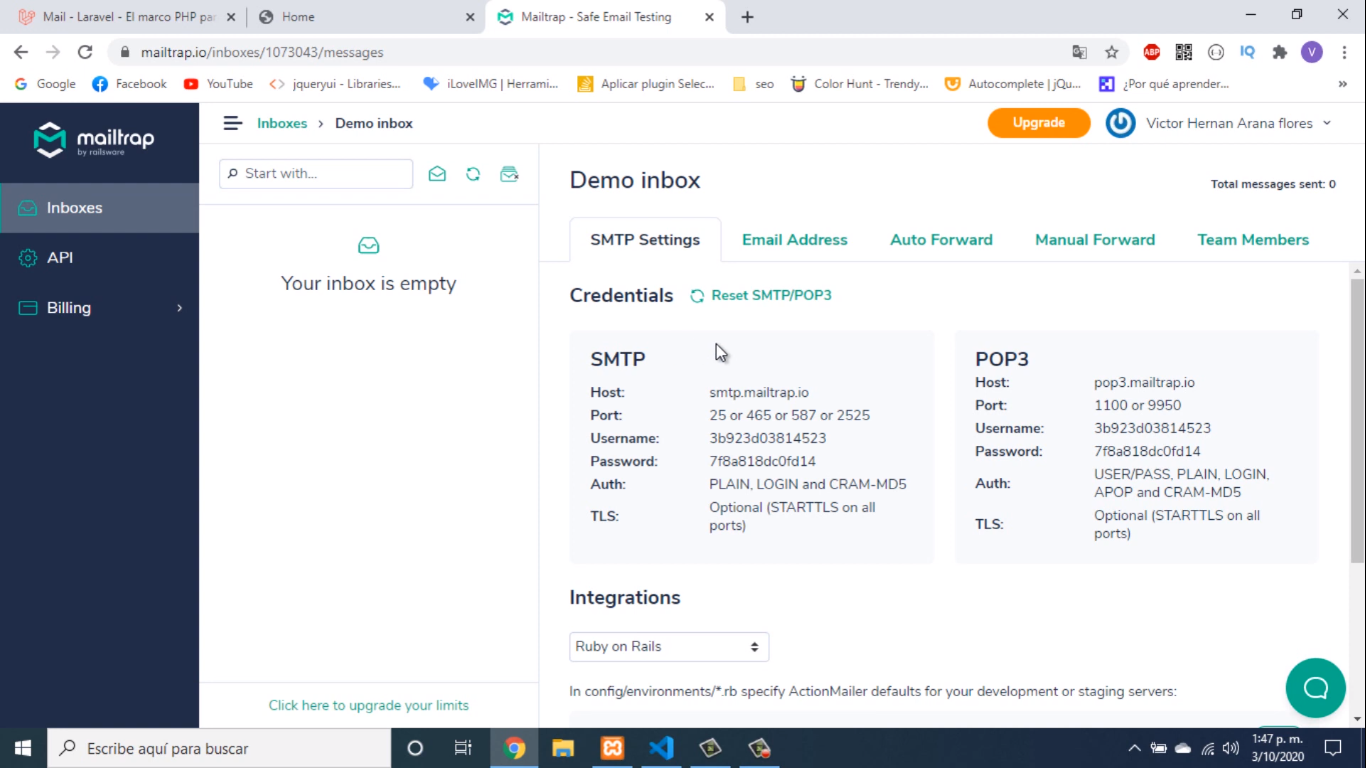 Mail - Laravel - El marco PHP par
Home
Mailtrap - Safe Email Testing
mailtrap.io/inboxes/1073043/messages
ABP
IQ
V
Google
Facebook
YouTube
jqueryui - Libraries...
iLoveIMG | Herrami...
Aplicar plugin Selec...
seo
Color Hunt - Trendy...
Autocomplete | jQu...
¿Por qué aprender...
mailtrap
by railsware
Inboxes
API
Billing
Inboxes › Demo inbox
Upgrade
Victor Hernan Arana flores
Start with...
Your inbox is empty
Click here to upgrade your limits
Demo inbox
Total messages sent: 0
SMTP Settings
Email Address
Auto Forward
Manual Forward
Team Members
Credentials
Reset SMTP/POP3
SMTP
Host: smtp.mailtrap.io
Port: 25 or 465 or 587 or 2525
Username: 3b923d03814523
Password: 7f8a818dc0fd14
Auth: PLAIN, LOGIN and CRAM-MD5
TLS: Optional (STARTTLS on all
ports)
POP3
Host: pop3.mailtrap.io
Port: 1100 or 9950
Username: 3b923d03814523
Password: 7f8a818dc0fd14
Auth: USER/PASS, PLAIN, LOGIN,
APOP and CRAM-MD5
TLS: Optional (STARTTLS on all
ports)
Integrations
Ruby on Rails
In config/environments/*.rb specify ActionMailer defaults for your development or staging servers:
Escribe aquí para buscar
1:47 p. m.
3/10/2020